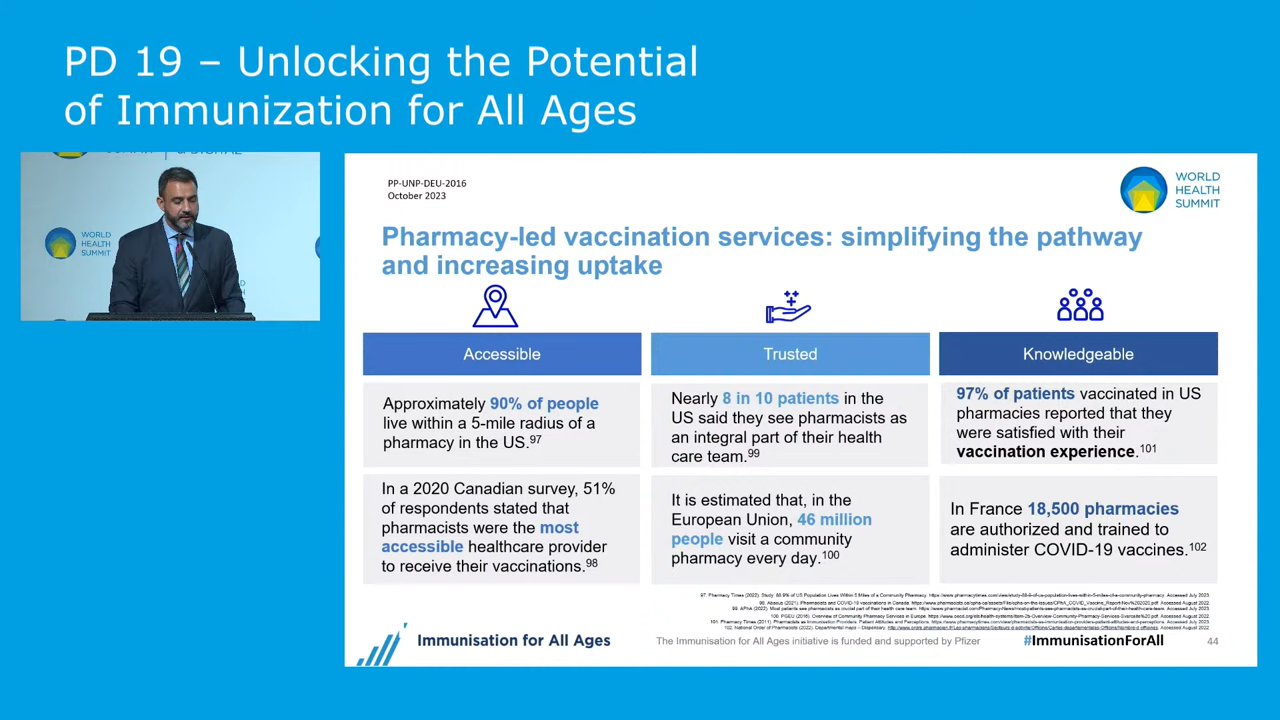 PD 19 – Unlocking the Potential
of Immunization for All Ages
WORLD
HEALTH
SUMMIT
PP-UNP-DEU-2016
October 2023
WORLD
HEALTH
SUMMIT
Pharmacy-led vaccination services: simplifying the pathway
and increasing uptake
Accessible
Trusted
Knowledgeable
Approximately 90% of people
live within a 5-mile radius of a
pharmacy in the US.97
Nearly 8 in 10 patients in the
US said they see pharmacists as
an integral part of their health
care team.99
97% of patients vaccinated in US
pharmacies reported that they
were satisfied with their
vaccination experience.101
In a 2020 Canadian survey, 51%
of respondents stated that
pharmacists were the most
accessible healthcare provider
to receive their vaccinations.98
It is estimated that, in the
European Union, 46 million
people visit a community
pharmacy every day.100
In France 18,500 pharmacies
are authorized and trained to
administer COVID-19 vaccines.102
Immunisation for All Ages
The Immunisation for All Ages initiative is funded and supported by Pfizer
#ImmunisationForAll
44